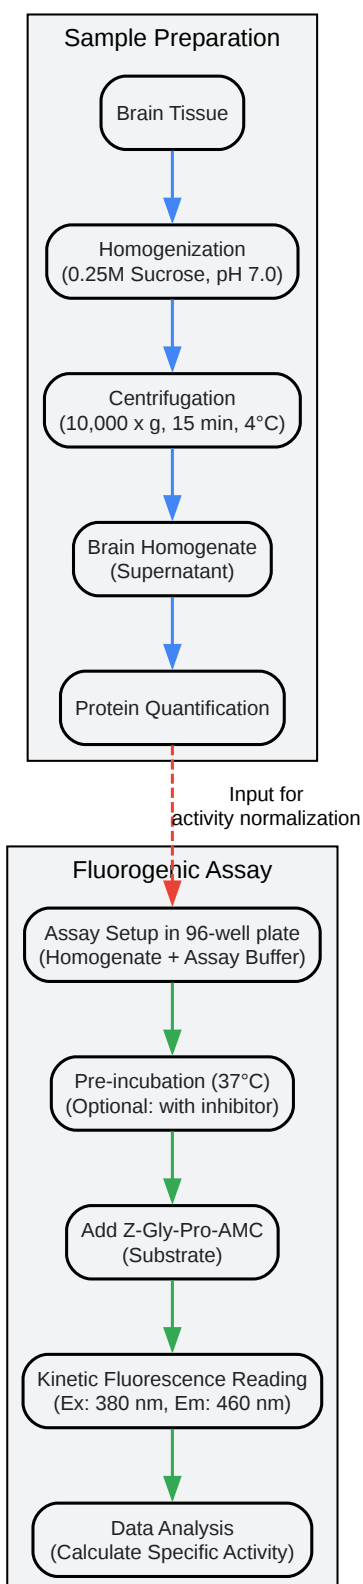 Sample Preparation
Brain Tissue
Homogenization
(0.25M Sucrose, pH 7.0)
Centrifugation
(10,000 x g, 15 min, 4°C)
Brain Homogenate
(Supernatant)
Protein Quantification
Input for
activity normalization
Fluorogenic Assay
Assay Setup in 96-well plate
(Homogenate + Assay Buffer)
Pre-incubation (37°C)
(Optional: with inhibitor)
Add Z-Gly-Pro-AMC
(Substrate)
Kinetic Fluorescence Reading
(Ex: 380 nm, Em: 460 nm)
Data Analysis
(Calculate Specific Activity)